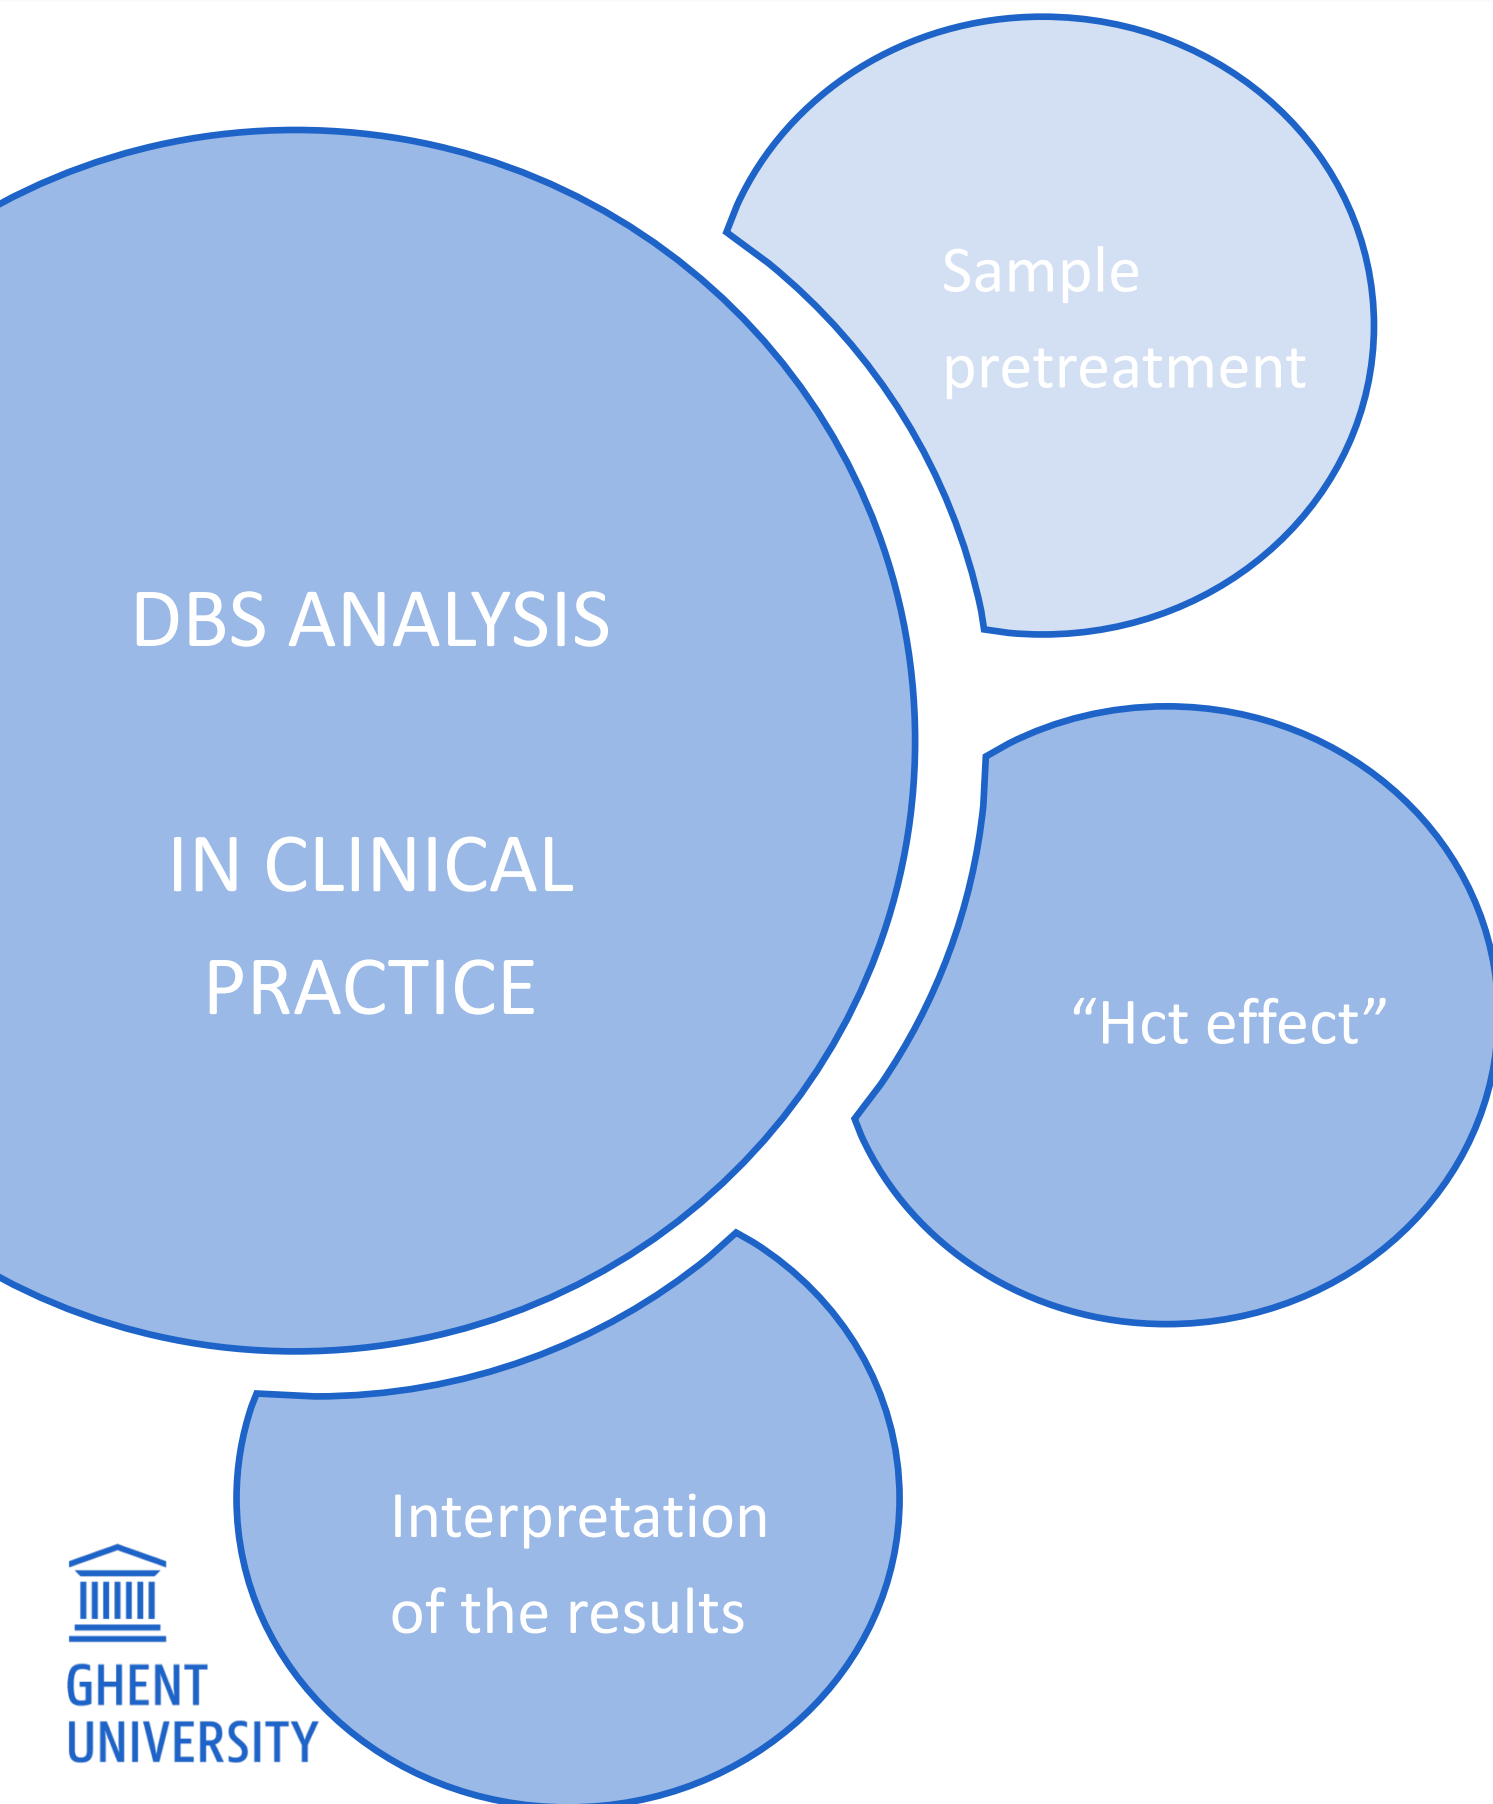 DBS ANALYSIS
IN CLINICAL
PRACTICE
Sample
pretreatment
“Hct effect”
Interpretation
of the results
GHENT
UNIVERSITY